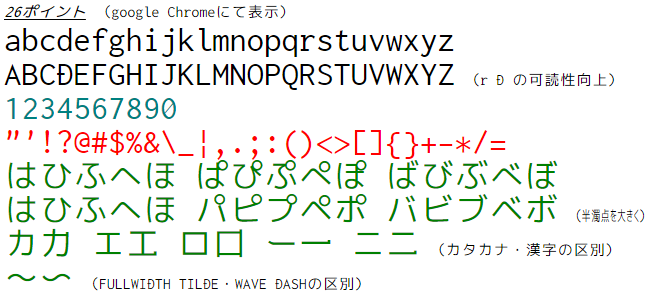 26ポイント （google Chromeにて表示）
abcdefghijklmnopqrstuvwxyz
ABCĐEFGHIJKLMNOPQRSTUVWXYZ （r Đ の可読性向上）
1234567890
"'!?@#$%&\_¦,.;:()<>[]{}+-*/=
はひふへほ ぱぴぷぺぽ ばびぶべぼ
はひふへほ パピプペポ バビブベボ （半濁点を大きく）
カ力 エ工 ロ口 ー一 ニ二 （カタカナ・漢字の区別）
～〜 （FULLWIĐTH TILĐE・WAVE ĐASHの区別）